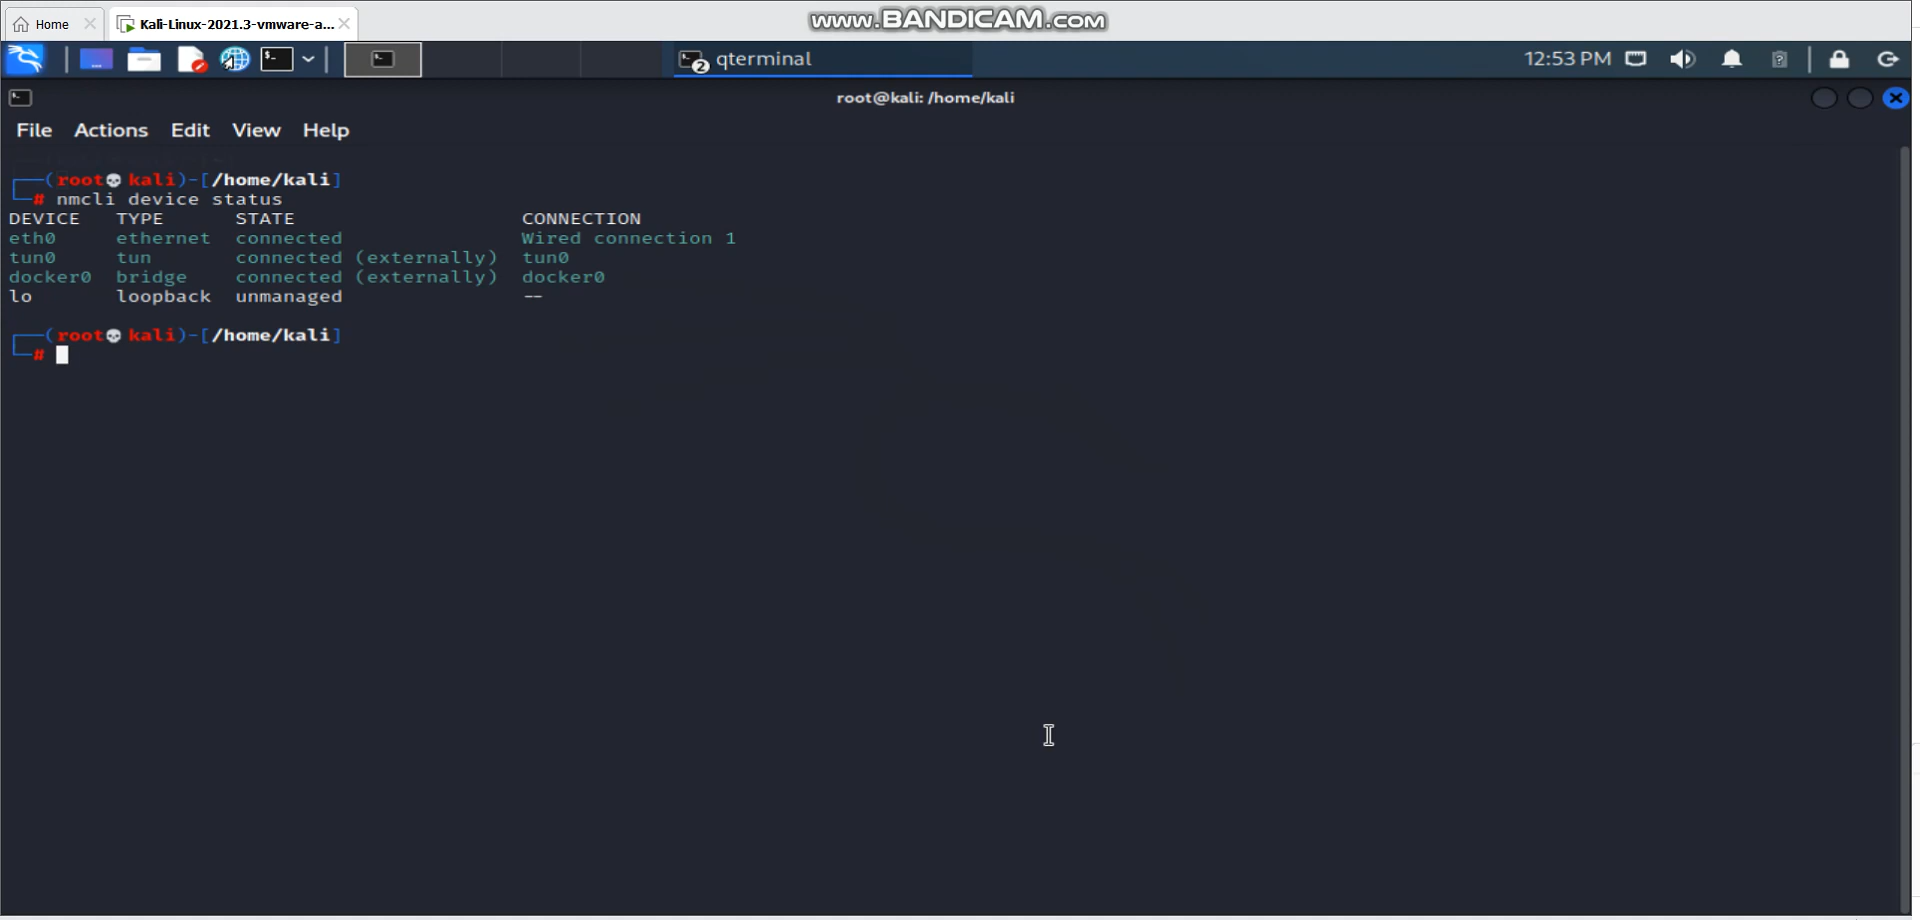 www.BANDICAM.com
Home
Kali-Linux-2021.3-vmware-a...
$-
2 qterminal
12:53 PM
root@kali: /home/kali
File Actions Edit View Help
┌──(root💀kali)-[/home/kali]
└─# nmcli device status
DEVICE TYPE STATE CONNECTION
eth0 ethernet connected Wired connection 1
tun0 tun connected (externally) tun0
docker0 bridge connected (externally) docker0
lo loopback unmanaged --
┌──(root💀kali)-[/home/kali]
└─#